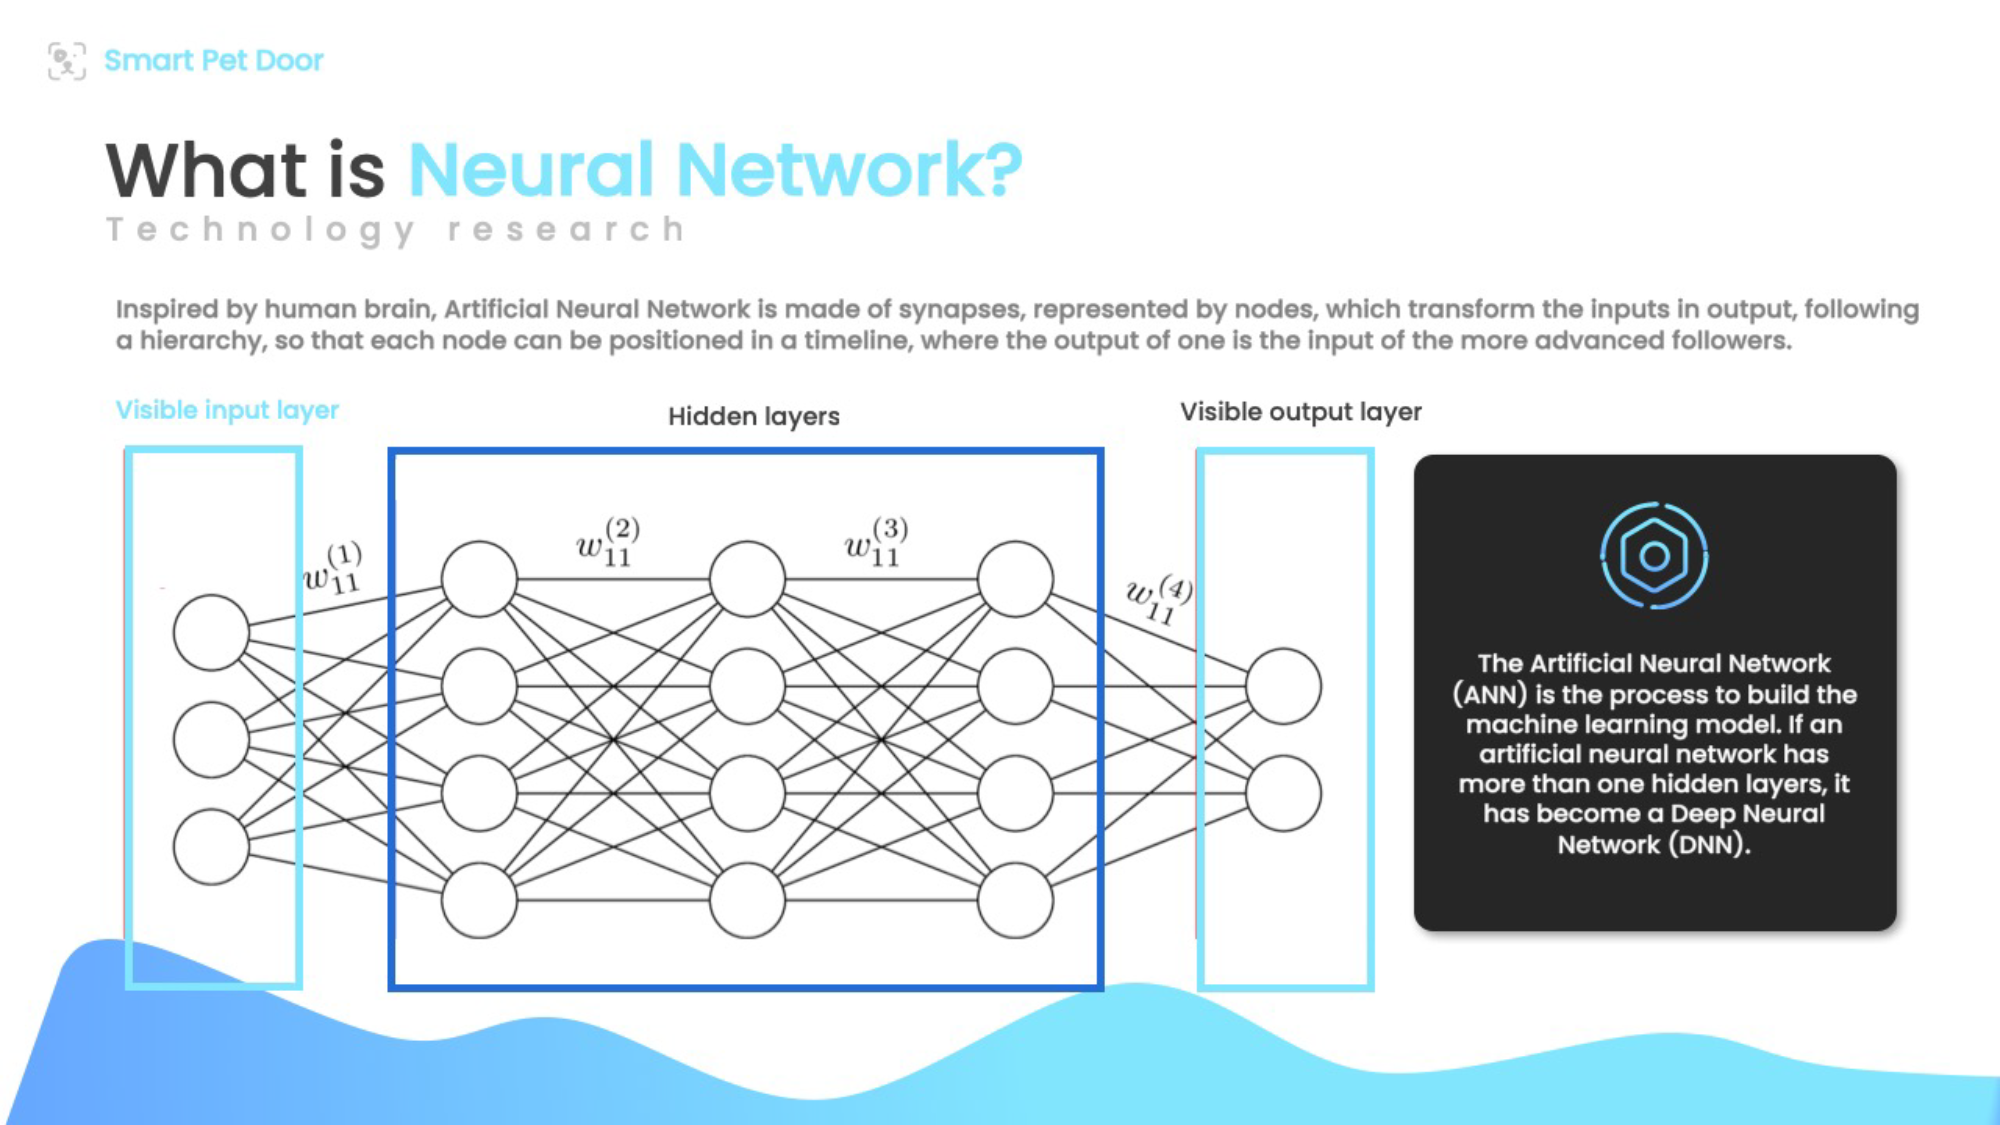 Smart Pet Door
What is Neural Network?
Technology research
Inspired by human brain, Artificial Neural Network is made of synapses, represented by nodes, which transform the inputs in output, following
a hierarchy, so that each node can be positioned in a timeline, where the output of one is the input of the more advanced followers.
Visible input layer
Hidden layers
Visible output layer
w_{11}^{(1)}
w_{11}^{(2)}
w_{11}^{(3)}
w_{11}^{(4)}
The Artificial Neural Network
(ANN) is the process to build the
machine learning model. If an
artificial neural network has
more than one hidden layers, it
has become a Deep Neural
Network (DNN).